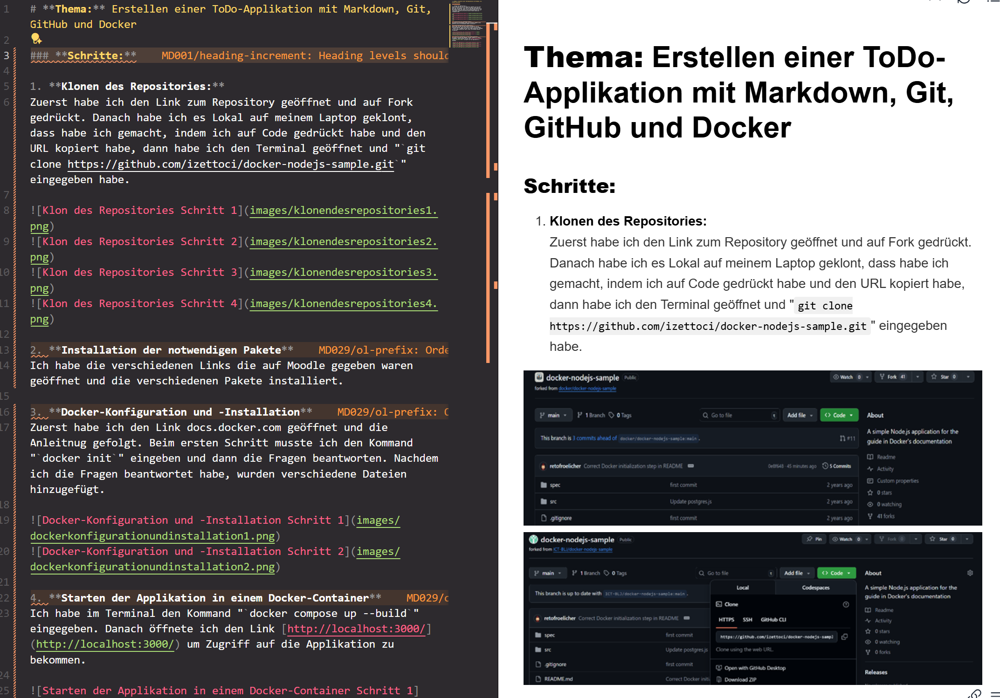 1 # **Thema:** Erstellen einer ToDo-Applikation mit Markdown, Git,
GitHub und Docker
2
3 ### **Schritte:** MD001/heading-increment: Heading levels should
4
5 1. **Klonen des Repositories:**
6 Zuerst habe ich den Link zum Repository geöffnet und auf Fork
gedrückt. Danach habe ich es Lokal auf meinem Laptop geklont,
dass habe ich gemacht, indem ich auf Code gedrückt habe und den
URL kopiert habe, dann habe ich den Terminal geöffnet und "`git
clone https://github.com/izettoci/docker-nodejs-sample.git`"
eingegeben habe.
7
8 ![Klon des Repositories Schritt 1](images/klonendesrepositories1.
png)
9 ![Klon des Repositories Schritt 2](images/klonendesrepositories2.
png)
10 ![Klon des Repositories Schritt 3](images/klonendesrepositories3.
png)
11 ![Klon des Repositories Schritt 4](images/klonendesrepositories4.
png)
12
13 2. **Installation der notwendigen Pakete** MD029/ol-prefix: Orde
14 Ich habe die verschiedenen Links die auf Moodle gegeben waren
geöffnet und die verschiedenen Pakete installiert.
15
16 3. **Docker-Konfiguration und -Installation** MD029/ol-prefix: O
17 Zuerst habe ich den Link docs.docker.com geöffnet und die
Anleitnug gefolgt. Beim ersten Schritt musste ich den Kommand
"`docker init`" eingeben und dann die Fragen beantworten. Nachdem
ich die Fragen beantwortet habe, wurden verschiedene Dateien
hinzugefügt.
18
19 ![Docker-Konfiguration und -Installation Schritt 1](images/
dockerkonfigurationundinstallation1.png)
20 ![Docker-Konfiguration und -Installation Schritt 2](images/
dockerkonfigurationundinstallation2.png)
21
22 4. **Starten der Applikation in einem Docker-Container** MD029/o
23 Ich habe im Terminal den Kommand "`docker compose up --build`"
eingegeben. Danach öffnete ich den Link [http://localhost:3000/]
(http://localhost:3000/) um Zugriff auf die Applikation zu
bekommen.
24
25 ![Starten der Applikation in einem Docker-Container Schritt 1]
Thema: Erstellen einer ToDo-
Applikation mit Markdown, Git,
GitHub und Docker
Schritte:
1. Klonen des Repositories:
Zuerst habe ich den Link zum Repository geöffnet und auf Fork gedrückt.
Danach habe ich es Lokal auf meinem Laptop geklont, dass habe ich
gemacht, indem ich auf Code gedrückt habe und den URL kopiert habe,
dann habe ich den Terminal geöffnet und "git clone
https://github.com/izettoci/docker-nodejs-sample.git" eingegeben
habe.
docker-nodejs-sample Public Watch 0 Fork 41 Star 0
forked from docker/docker-nodejs-sample
main 1 Branch 0 Tags Go to file t Add file <> Code About
A simple Node.js application for the
guide in Docker's documentation
This branch is 3 commits ahead of docker/docker-nodejs-sample:main . #11
Readme
retofroelicher Correct Docker initialization step in README 0e8f648 · 45 minutes ago 5 Commits
Activity
Custom properties
spec first commit 2 years ago
0 stars
src Update postgres.js 2 years ago
0 watching
.gitignore first commit 2 years ago
41 forks
docker-nodejs-sample Public Pin Watch 0 Fork 0 Star 0
forked from ICT-BLJ/docker-nodejs-sample
main 1 Branch 0 Tags Go to file t Add file <> Code About
Local Codespaces
A simple Node.js application for the
guide in Docker's documentation
This branch is up to date with ICT-BLJ/docker-nodejs-sample:main .
Clone
Readme
retofroelicher Correct Docker initialization step in README
HTTPS SSH GitHub CLI
Activity
0 stars
spec first commit
https://github.com/izettoci/docker-nodejs-sampl
0 watching
src Update postgres.js
Clone using the web URL.
0 forks
.gitignore first commit
Open with GitHub Desktop
Releases
README.md Correct Docker initi
Download ZIP